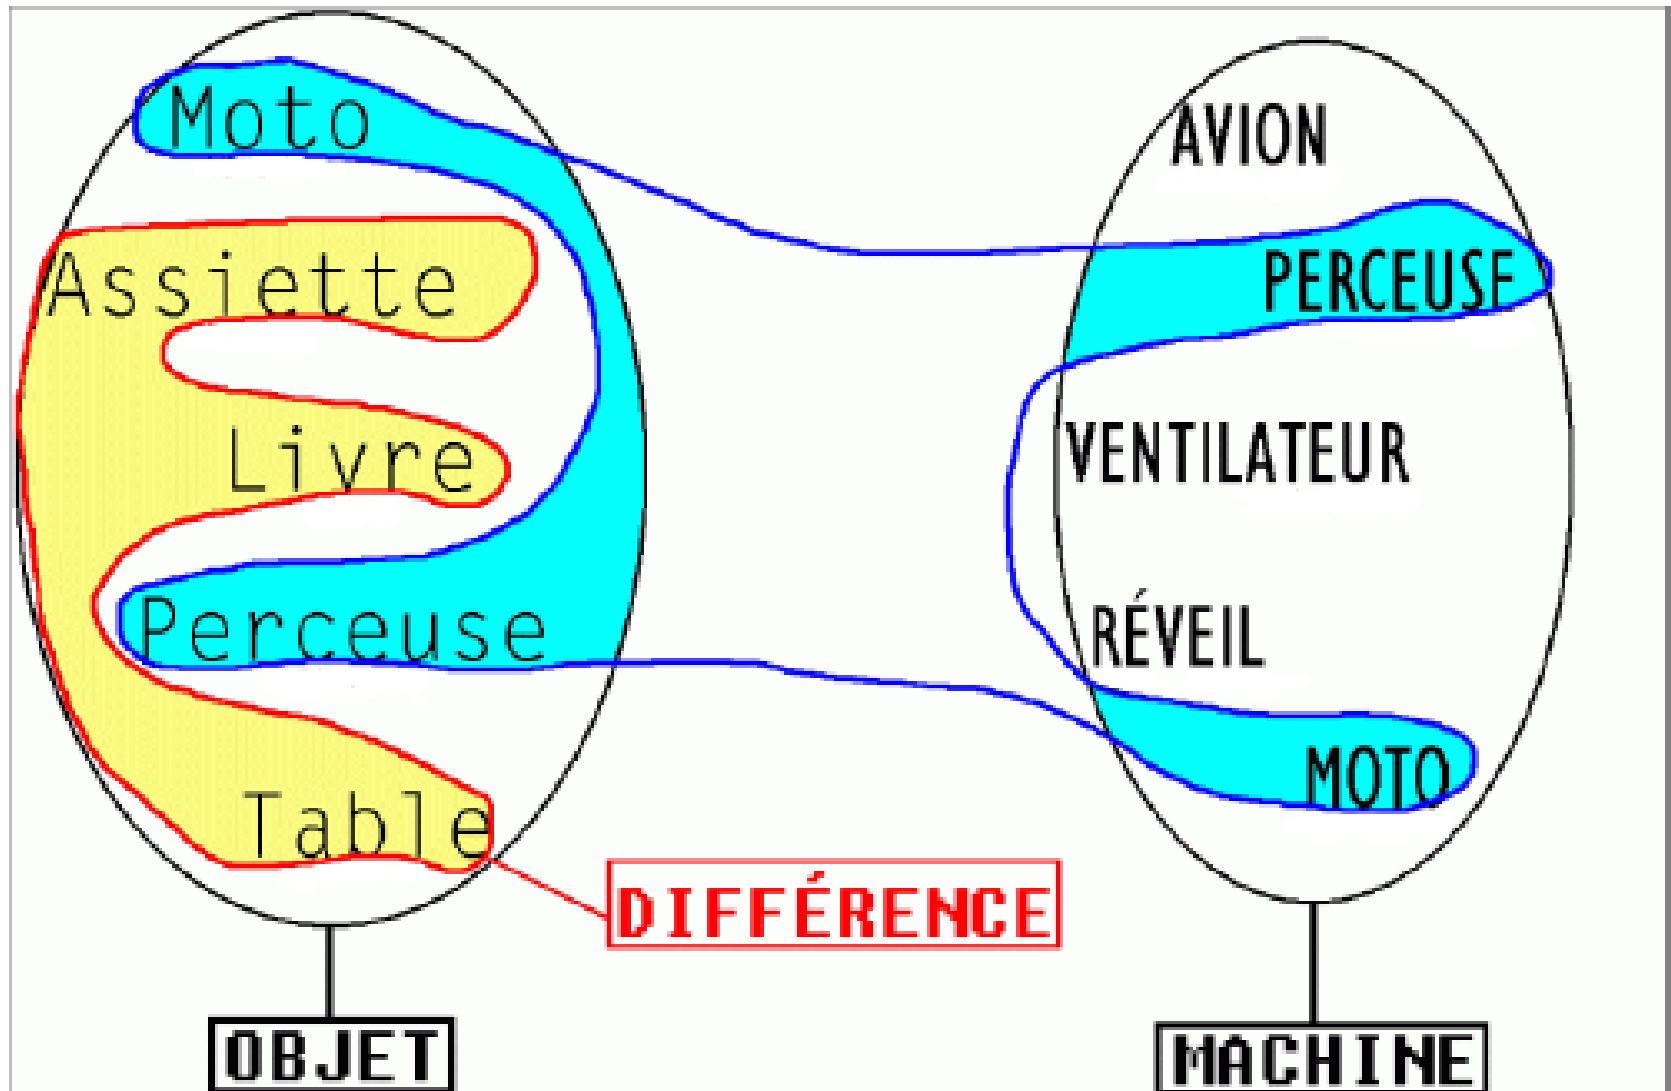 Moto
Assiette
Livre
Perceuse
Table
AVION
PERCEUSE
VENTILATEUR
RÉVEIL
MOTO
DIFFÉRENCE
OBJET
MACHINE